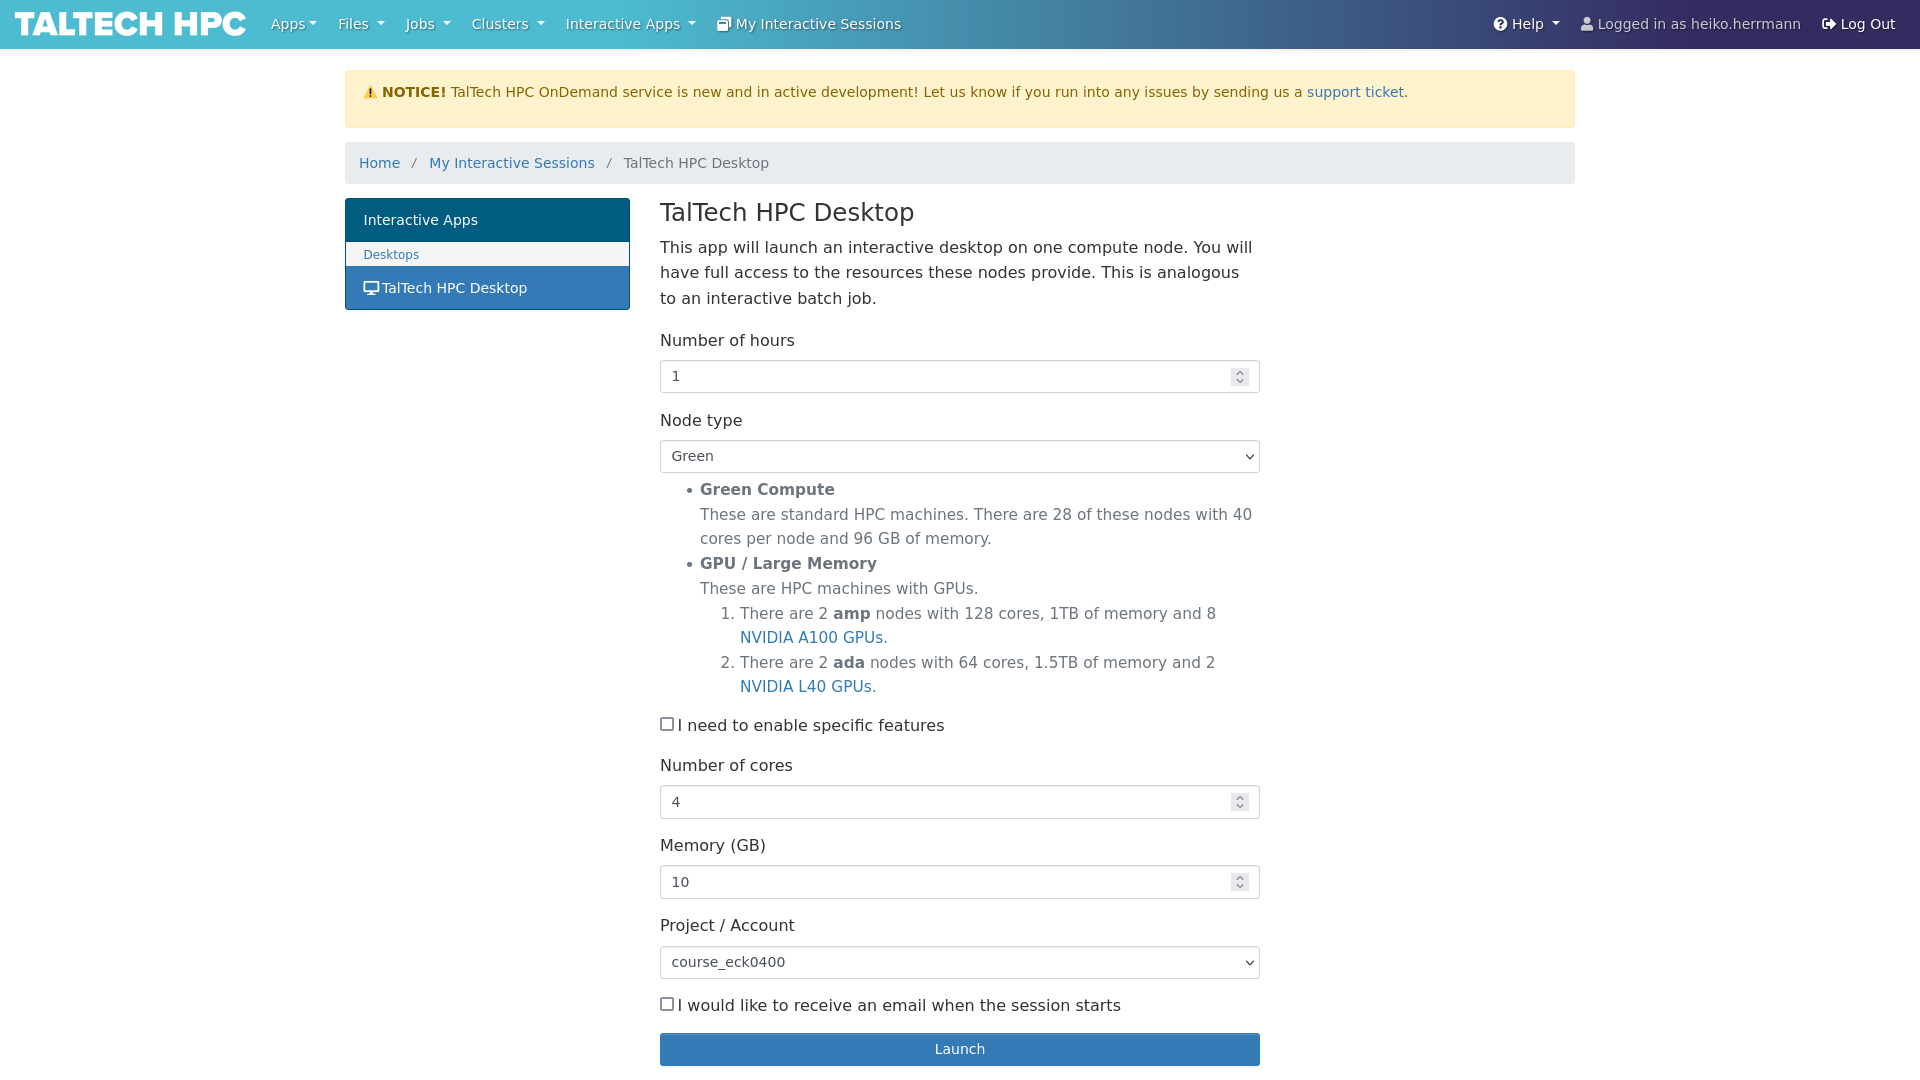 TALTECH HPC Apps Files Jobs Clusters Interactive Apps My Interactive Sessions Help Logged in as heiko.herrmann Log Out
NOTICE! TalTech HPC OnDemand service is new and in active development! Let us know if you run into any issues by sending us a support ticket.
Home / My Interactive Sessions / TalTech HPC Desktop
Interactive Apps
Desktops
TalTech HPC Desktop
TalTech HPC Desktop
This app will launch an interactive desktop on one compute node. You will
have full access to the resources these nodes provide. This is analogous
to an interactive batch job.
Number of hours
1
Node type
Green
• Green Compute
These are standard HPC machines. There are 28 of these nodes with 40
cores per node and 96 GB of memory.
• GPU / Large Memory
These are HPC machines with GPUs.
1. There are 2 amp nodes with 128 cores, 1TB of memory and 8
NVIDIA A100 GPUs.
2. There are 2 ada nodes with 64 cores, 1.5TB of memory and 2
NVIDIA L40 GPUs.
I need to enable specific features
Number of cores
4
Memory (GB)
10
Project / Account
course_eck0400
I would like to receive an email when the session starts
Launch